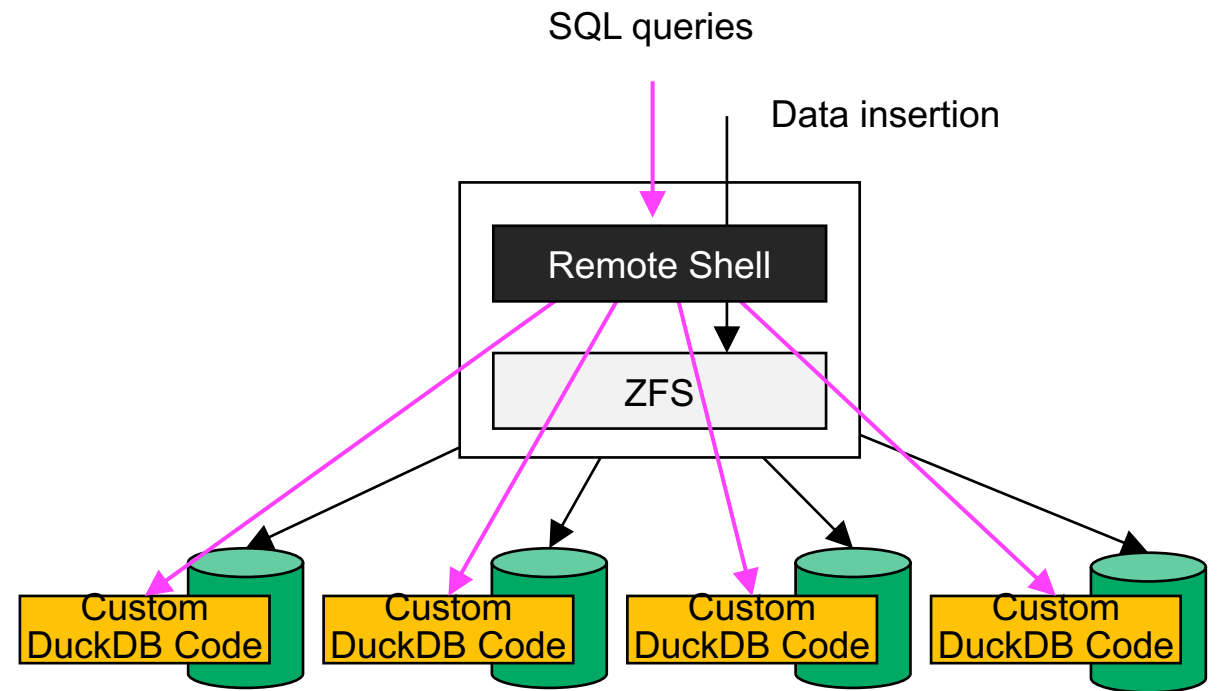 SQL queries
Data insertion
Remote Shell
ZFS
Custom
DuckDB Code
Custom
DuckDB Code
Custom
DuckDB Code
Custom
DuckDB Code